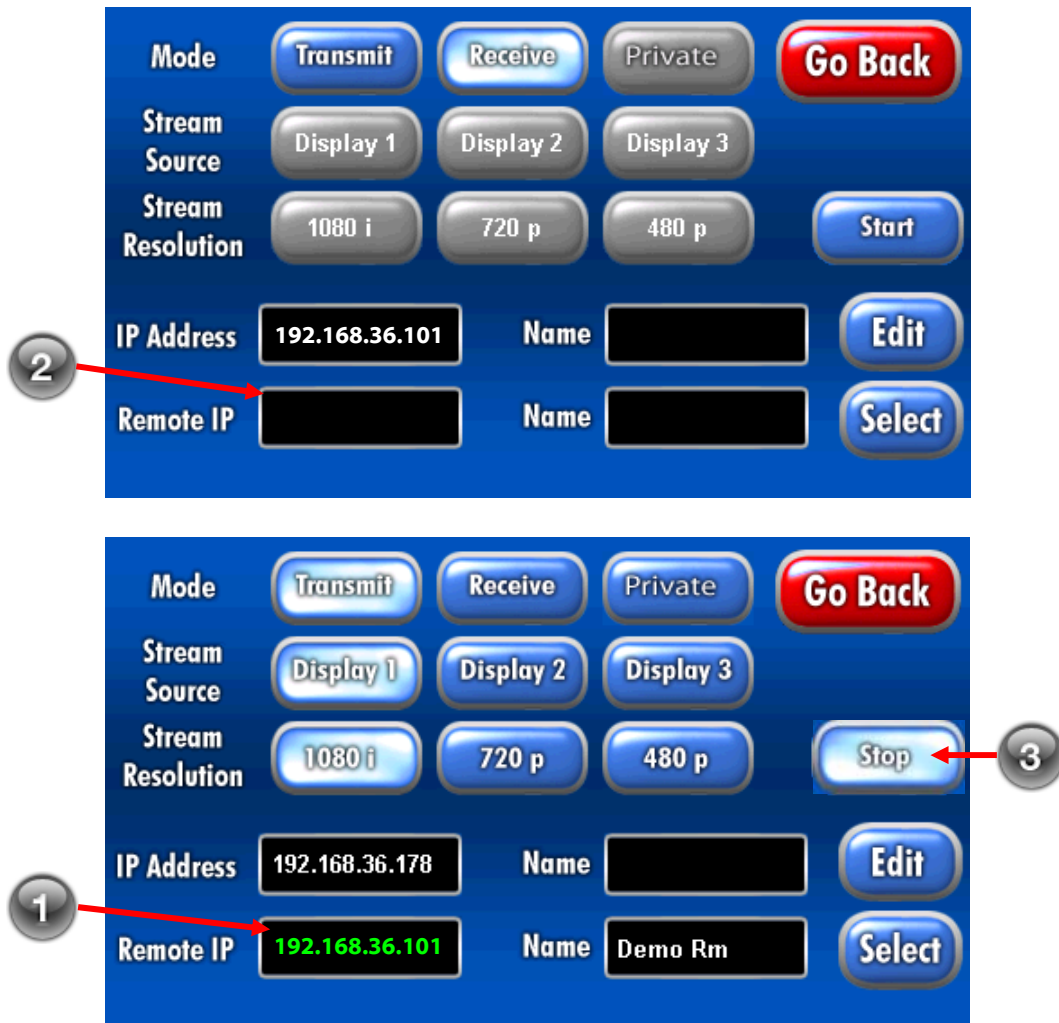 Mode Transmit Receive Private Go Back
Stream
Source
Display 1 Display 2 Display 3
Stream
Resolution
1080 i 720 p 480 p Start
IP Address 192.168.36.101 Name Edit
2
Remote IP Name Select
Mode Transmit Receive Private Go Back
Stream
Source
Display 1 Display 2 Display 3
Stream
Resolution
1080 i 720 p 480 p Stop 3
IP Address 192.168.36.178 Name Edit
1
Remote IP 192.168.36.101 Name Demo Rm Select